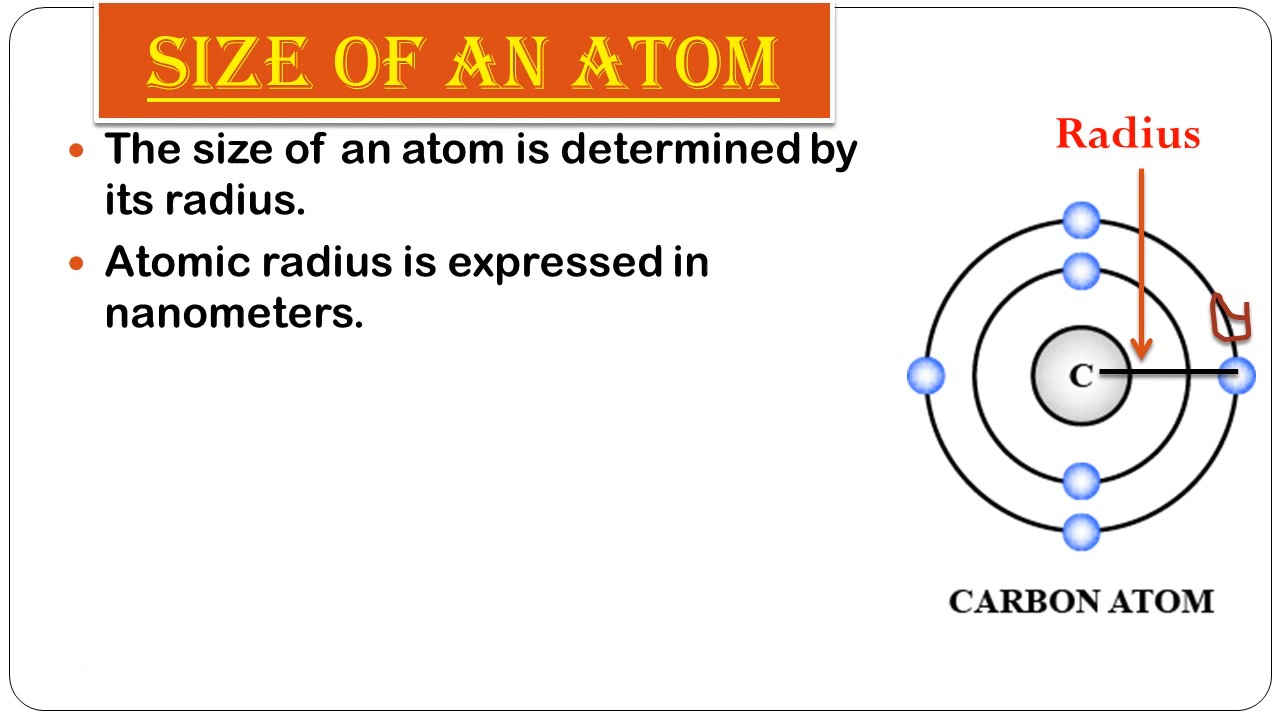 SIZE OF AN ATOM
• The size of an atom is determined by
its radius.
• Atomic radius is expressed in
nanometers.
Radius
C
CARBON ATOM